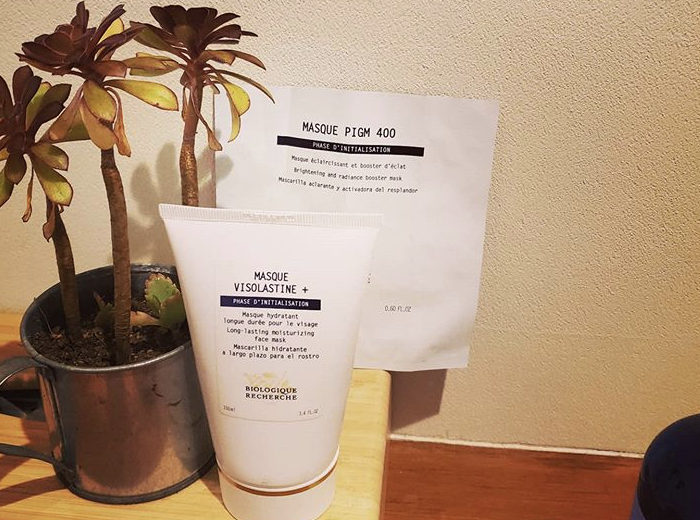 MASQUE PIGM 400
PHASE D'INITIALISATION
Masque éclaircissant et booster d'éclat
Brightening and radiance booster mask
Mascarilla aclarante y activadora del resplandor
0.60 FL.OZ
MASQUE
VISOLASTINE +
PHASE D'INITIALISATION
Masque hydratant
longue durée pour le visage
Long-lasting moisturizing
face mask
Mascarilla hidratante
a largo plazo para el rostro
BIOLOGIQUE
RECHERCHE
100ml
3.4 FL.OZ